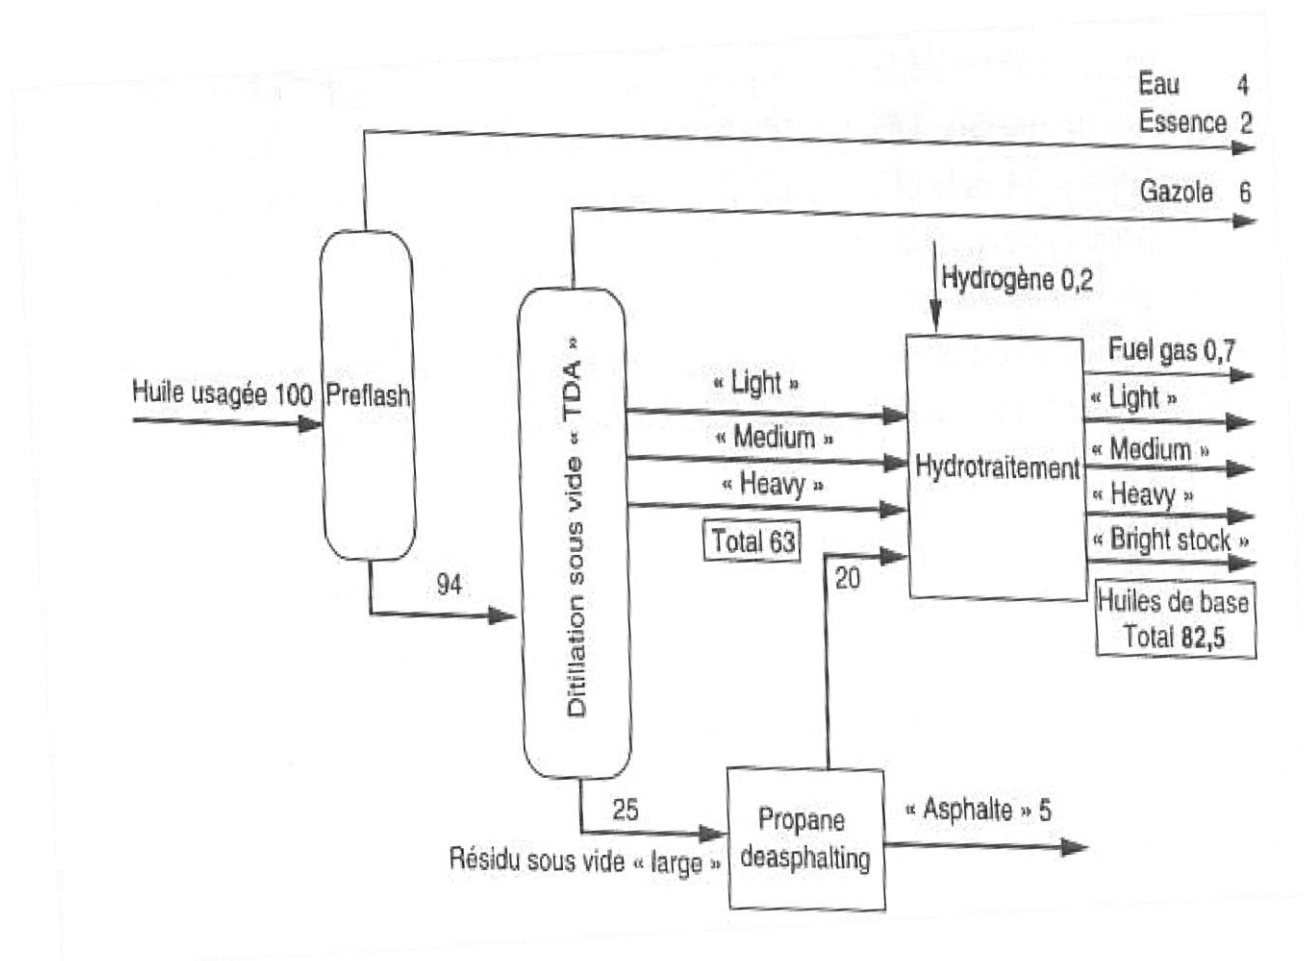 Eau 4
Essence 2
Gazole 6
Hydrogène 0,2
Huile usagée 100
Preflash
Ditillation sous vide « TDA »
« Light »
« Medium »
« Heavy »
Total 63
Hydrotraitement
Fuel gas 0,7
« Light »
« Medium »
« Heavy »
« Bright stock »
Huiles de base
Total 82,5
94
20
25
Résidu sous vide « large »
Propane
deasphalting
« Asphalte » 5